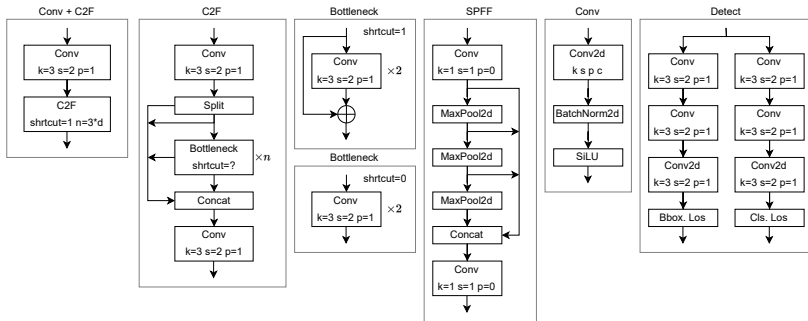 Conv + C2F
Conv
k=3 s=2 p=1
C2F
shrtcut=1 n=3*d
C2F
Conv
k=3 s=2 p=1
Split
Bottleneck
shrtcut=?
×n
Concat
Conv
k=3 s=2 p=1
Bottleneck
shrtcut=1
Conv
k=3 s=2 p=1
×2
Bottleneck
shrtcut=0
Conv
k=3 s=2 p=1
×2
SPFF
Conv
k=1 s=1 p=0
MaxPool2d
MaxPool2d
MaxPool2d
Concat
Conv
k=1 s=1 p=0
Conv
Conv2d
k s p c
BatchNorm2d
SiLU
Detect
Conv
k=3 s=2 p=1
Conv
k=3 s=2 p=1
Conv2d
k=3 s=2 p=1
Bbox. Los
Conv
k=3 s=2 p=1
Conv
k=3 s=2 p=1
Conv2d
k=3 s=2 p=1
Cls. Los